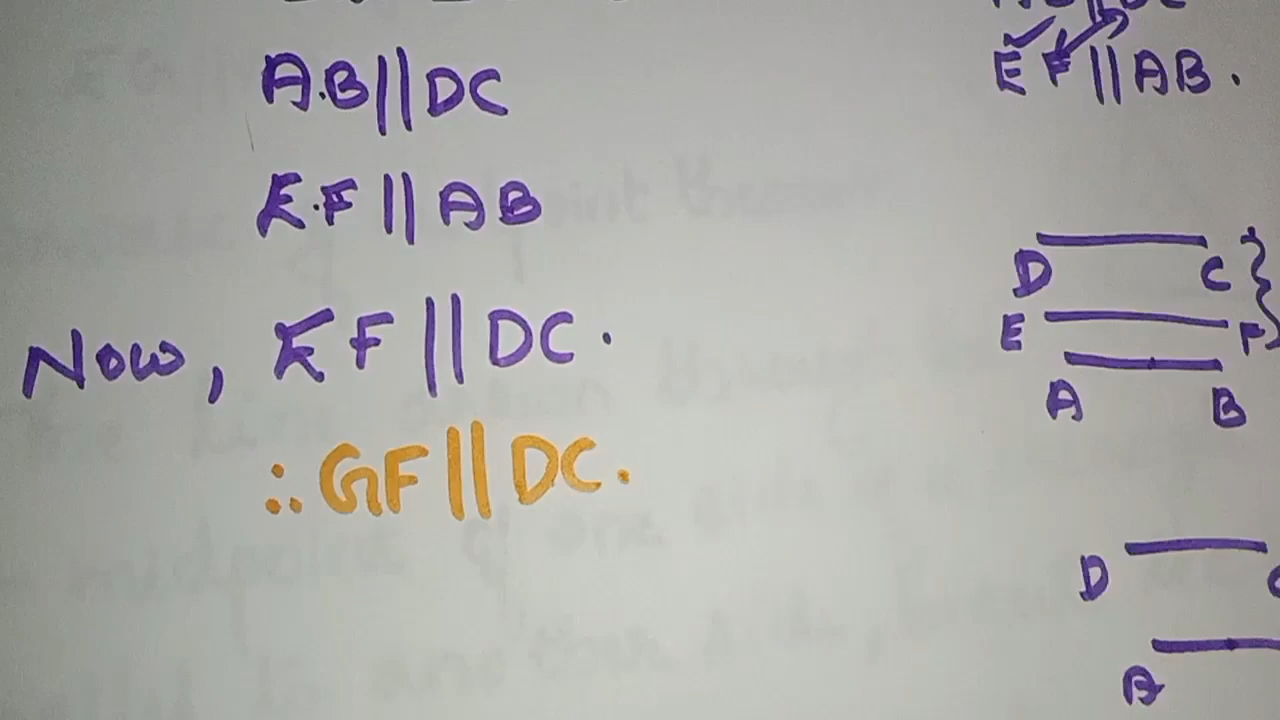 AB||DC
EF||AB
Now, EF||DC.
∴ GF||DC.
EF||AB.
D C
E F
A B
D
A